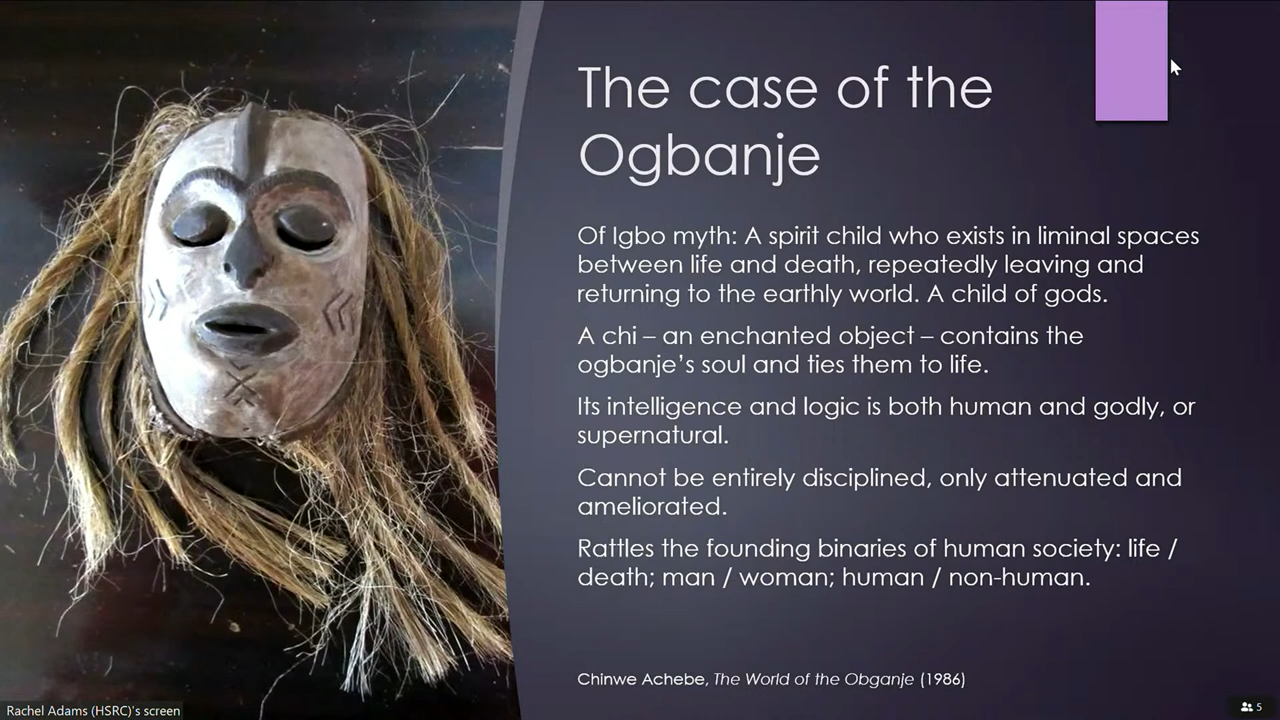 The case of the
Ogbanje
Of Igbo myth: A spirit child who exists in liminal spaces
between life and death, repeatedly leaving and
returning to the earthly world. A child of gods.
A chi – an enchanted object – contains the
ogbanje’s soul and ties them to life.
Its intelligence and logic is both human and godly, or
supernatural.
Cannot be entirely disciplined, only attenuated and
ameliorated.
Rattles the founding binaries of human society: life /
death; man / woman; human / non-human.
Chinwe Achebe, The World of the Obganje (1986)
Rachel Adams (HSRC)'s screen
5